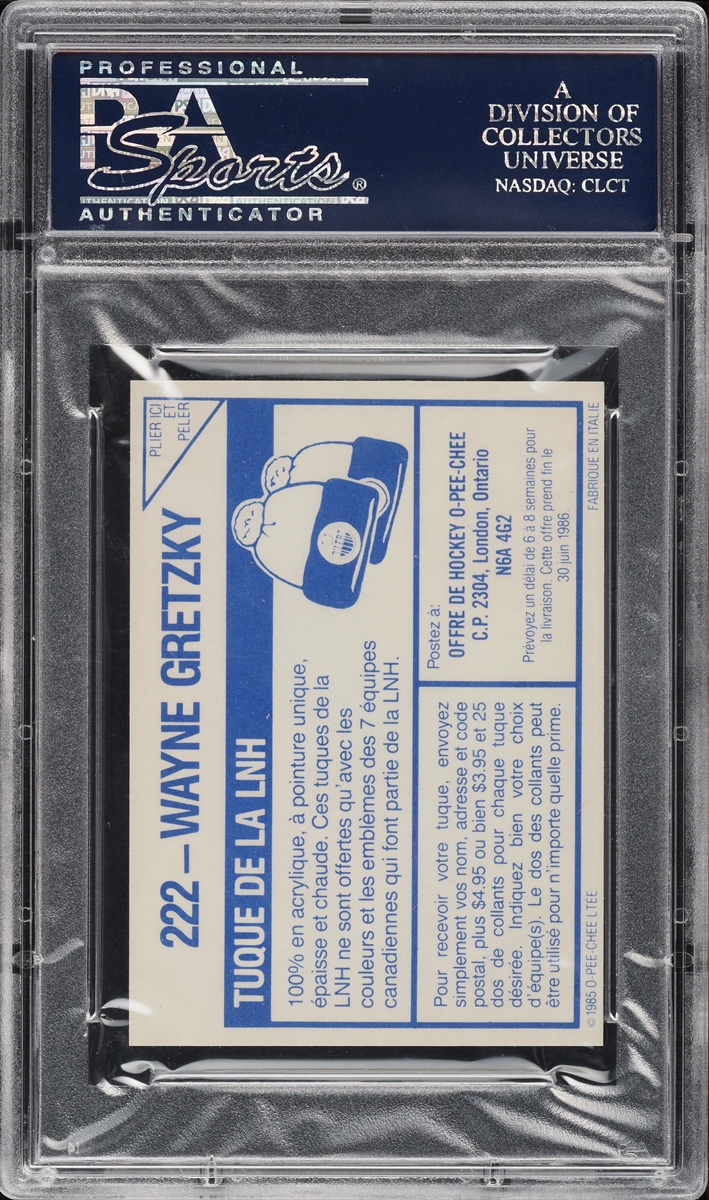 PROFESSIONAL
PSA
Sports®
AUTHENTICATOR
A
DIVISION OF
COLLECTORS
UNIVERSE
NASDAQ: CLCT
222 – WAYNE GRETZKY
PLIER ICI
ET
PELER
TUQUE DE LA LNH
100% en acrylique, à pointure unique,
épaisse et chaude. Ces tuques de la
LNH ne sont offertes qu'avec les
couleurs et les emblèmes des 7 équipes
canadiennes qui font partie de la LNH.
Pour recevoir votre tuque, envoyez
simplement vos nom, adresse et code
postal, plus $4.95 ou bien $3.95 et 25
dos de collants pour chaque tuque
désirée. Indiquez bien votre choix
d'équipe(s). Le dos des collants peut
être utilisé pour n'importe quelle prime.
Postez à:
OFFRE DE HOCKEY O-PEE-CHEE
C.P. 2304, London, Ontario
N6A 4G2
Prévoyez un délai de 6 à 8 semaines pour
la livraison. Cette offre prend fin le
30 juin 1986.
© 1985 O-PEE-CHEE LTÉE.
FABRIQUÉ EN ITALIE